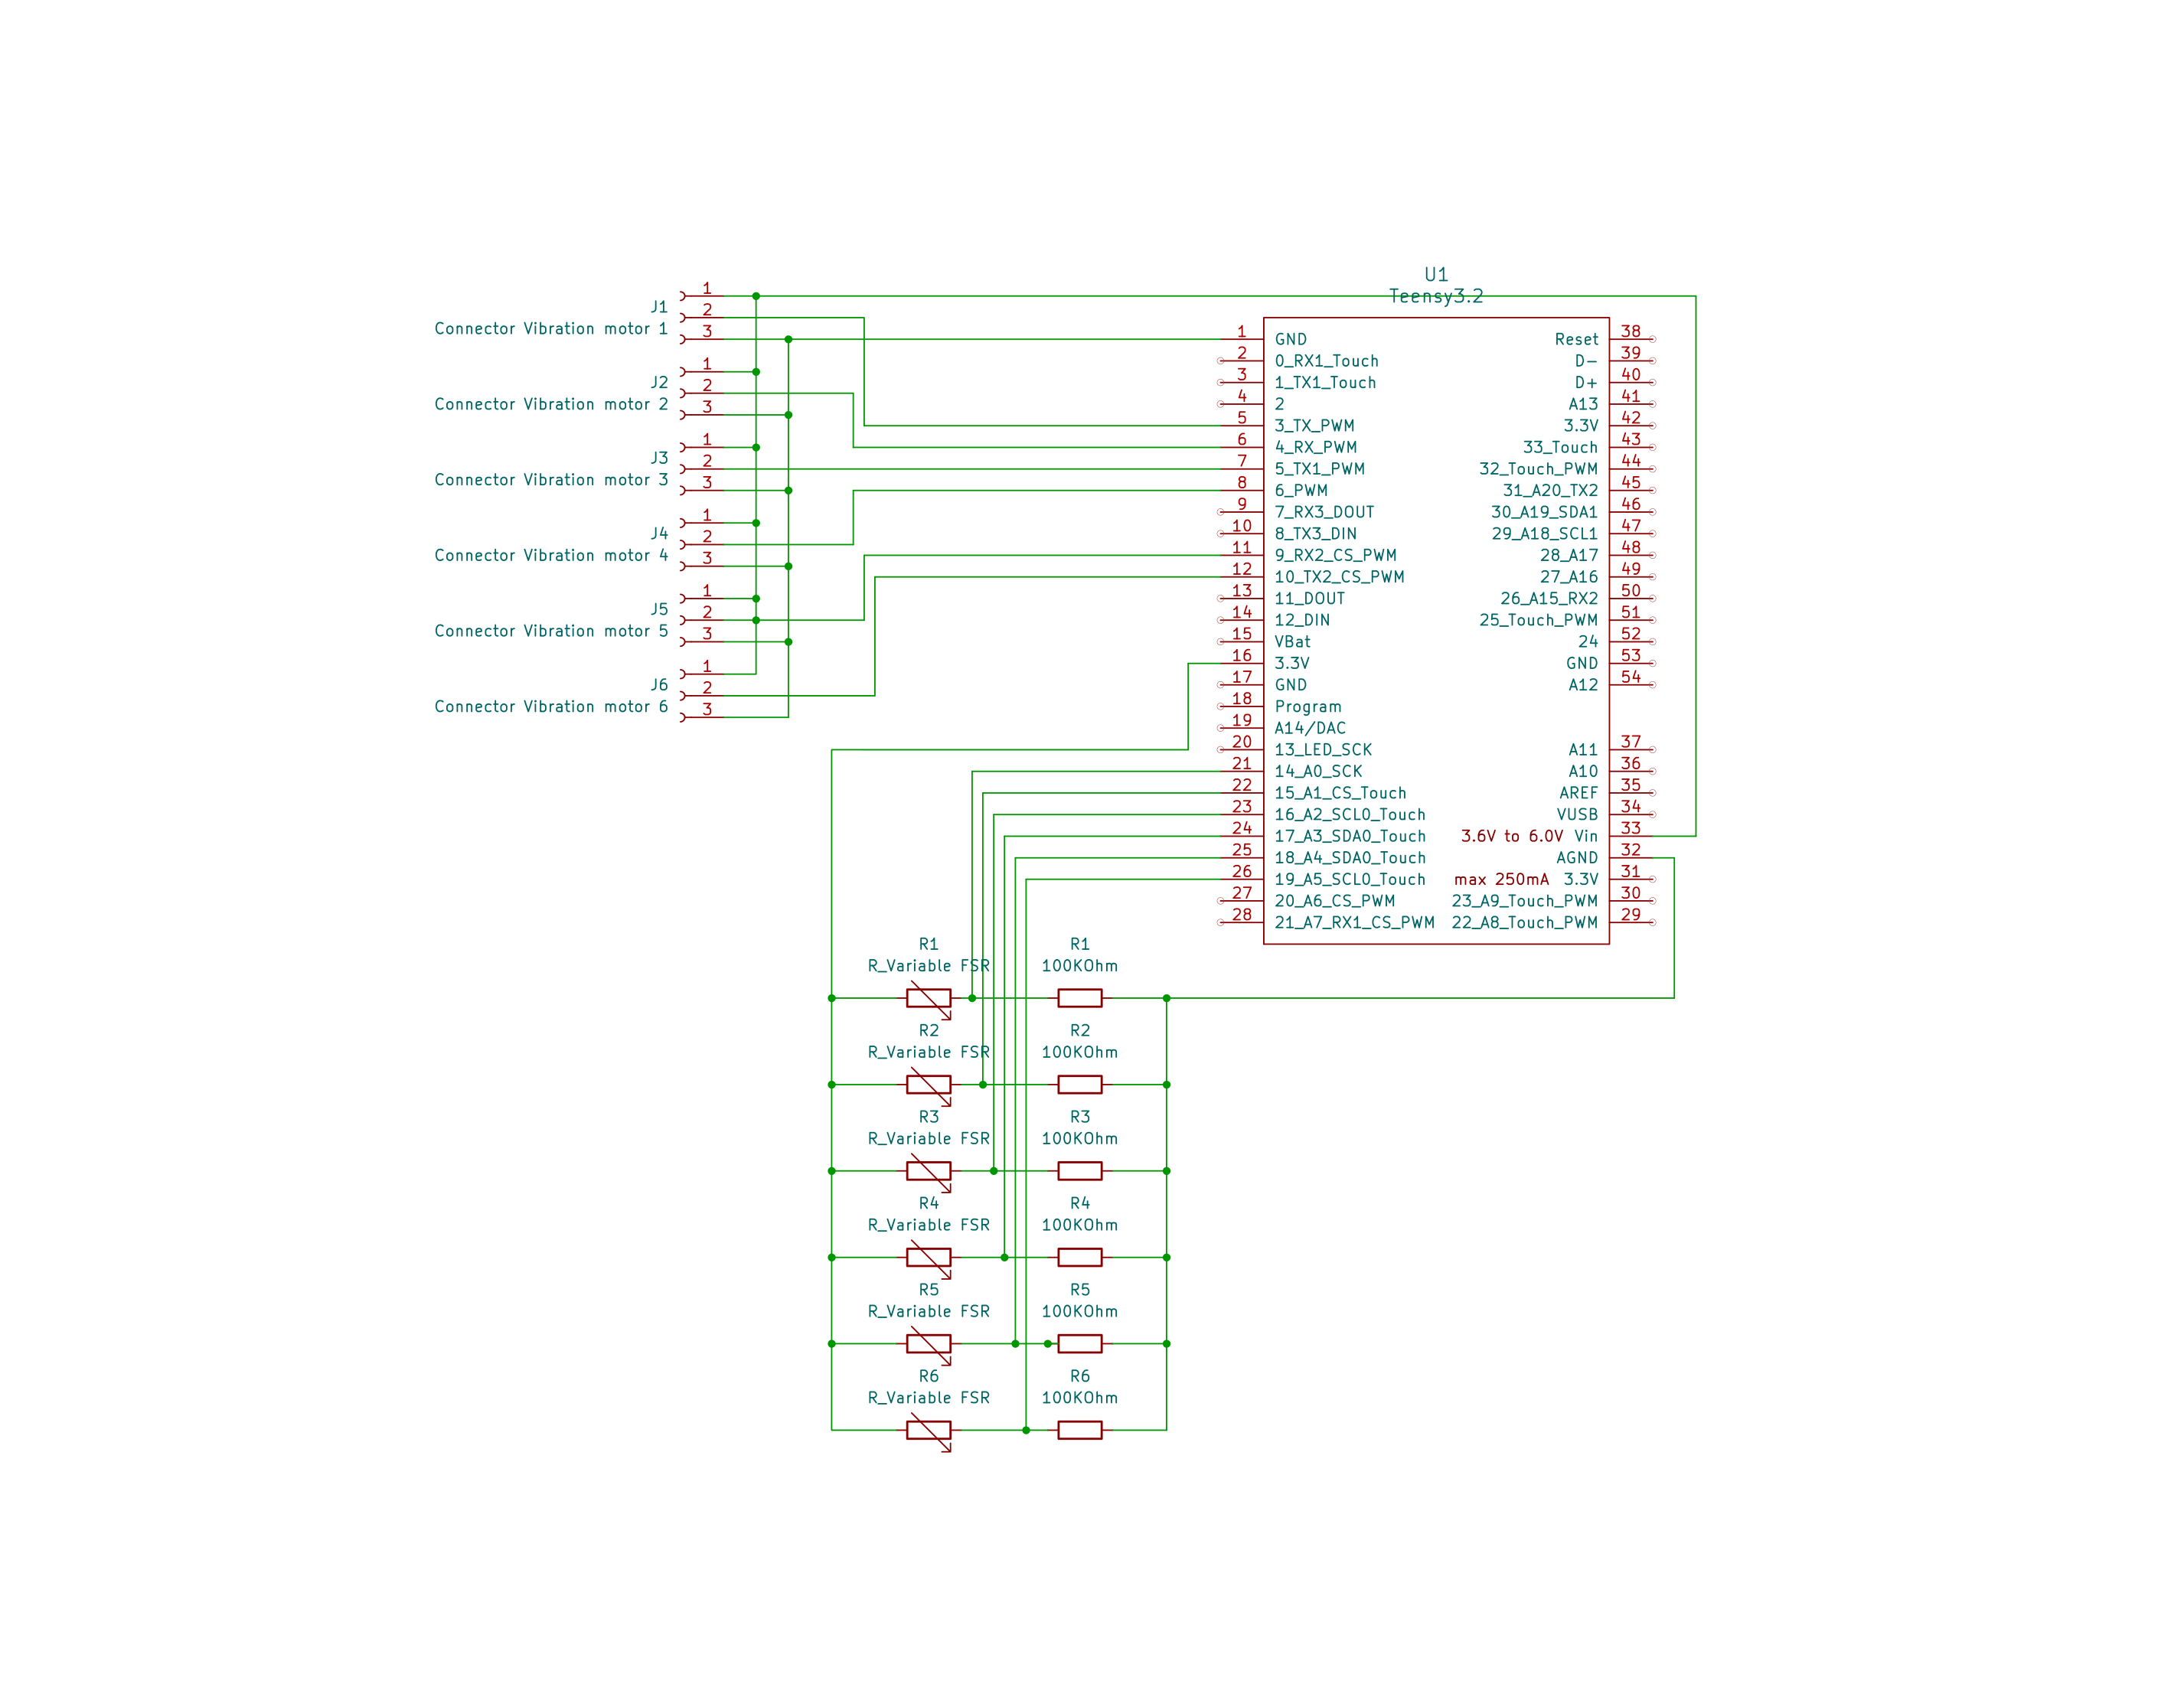 U1
Teensy3.2
1
J1
2
Connector Vibration motor 1
3
1
J2
2
Connector Vibration motor 2
3
1
J3
2
Connector Vibration motor 3
3
1
J4
2
Connector Vibration motor 4
3
1
J5
2
Connector Vibration motor 5
3
1
J6
2
Connector Vibration motor 6
3
1 GND
2 0_RX1_Touch
3 1_TX1_Touch
4 2
5 3_TX_PWM
6 4_RX_PWM
7 5_TX1_PWM
8 6_PWM
9 7_RX3_DOUT
10 8_TX3_DIN
11 9_RX2_CS_PWM
12 10_TX2_CS_PWM
13 11_DOUT
14 12_DIN
15 VBat
16 3.3V
17 GND
18 Program
19 A14/DAC
20 13_LED_SCK
21 14_A0_SCK
22 15_A1_CS_Touch
23 16_A2_SCL0_Touch
24 17_A3_SDA0_Touch
25 18_A4_SDA0_Touch
26 19_A5_SCL0_Touch
27 20_A6_CS_PWM
28 21_A7_RX1_CS_PWM
Reset 38
D- 39
D+ 40
A13 41
3.3V 42
33_Touch 43
32_Touch_PWM 44
31_A20_TX2 45
30_A19_SDA1 46
29_A18_SCL1 47
28_A17 48
27_A16 49
26_A15_RX2 50
25_Touch_PWM 51
24 52
GND 53
A12 54
A11 37
A10 36
AREF 35
VUSB 34
3.6V to 6.0V Vin 33
AGND 32
max 250mA 3.3V 31
23_A9_Touch_PWM 30
22_A8_Touch_PWM 29
R1
R_Variable FSR
R1
100KOhm
R2
R_Variable FSR
R2
100KOhm
R3
R_Variable FSR
R3
100KOhm
R4
R_Variable FSR
R4
100KOhm
R5
R_Variable FSR
R5
100KOhm
R6
R_Variable FSR
R6
100KOhm